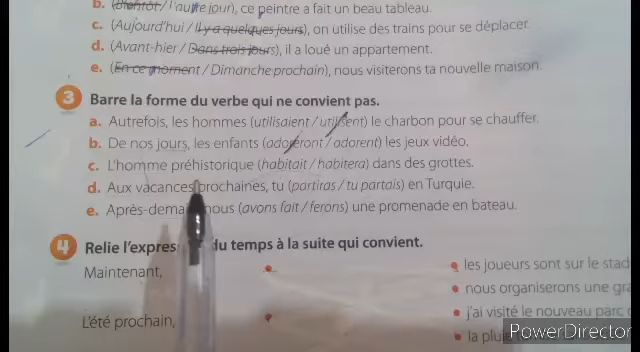 b. (Bientôt / l'autre jour), ce peintre a fait un beau tableau.
c. (Aujourd'hui / Il y a quelques jours), on utilise des trains pour se déplacer.
d. (Avant-hier / Dans trois jours), il a loué un appartement.
e. (En ce moment / Dimanche prochain), nous visiterons ta nouvelle maison.
3 Barre la forme du verbe qui ne convient pas.
a. Autrefois, les hommes (utilisaient / utilisent) le charbon pour se chauffer.
b. De nos jours, les enfants (adoreront / adorent) les jeux vidéo.
c. L'homme préhistorique (habitait / habitera) dans des grottes.
d. Aux vacances prochaines, tu (partiras / tu partais) en Turquie.
e. Après-dema nous (avons fait / ferons) une promenade en bateau.
4 Relie l'expres du temps à la suite qui convient.
Maintenant,
les joueurs sont sur le stad
nous organiserons une gra
L'été prochain,
j'ai visité le nouveau parc
la plui
PowerDirector